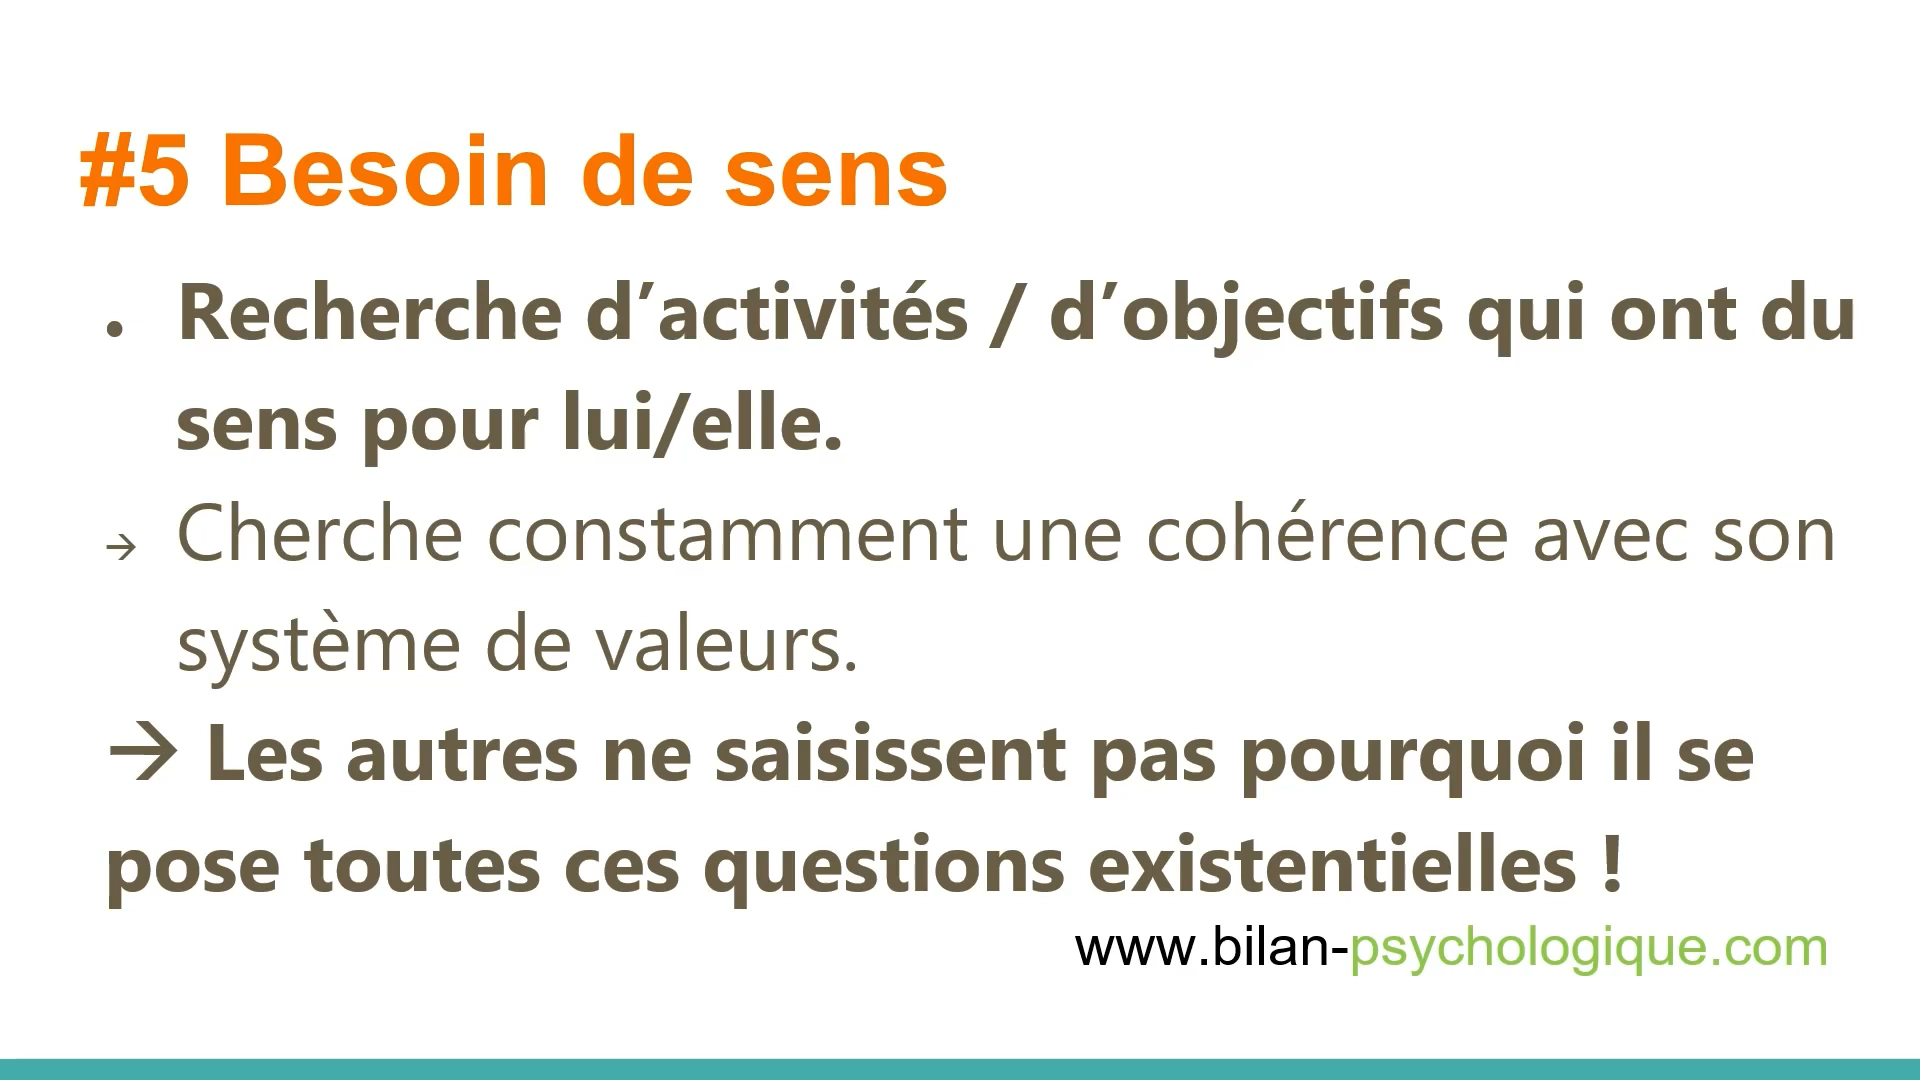 #5 Besoin de sens
• Recherche d’activités / d’objectifs qui ont du
sens pour lui/elle.
→ Cherche constamment une cohérence avec son
système de valeurs.
→ Les autres ne saisissent pas pourquoi il se
pose toutes ces questions existentielles !
www.bilan-psychologique.com